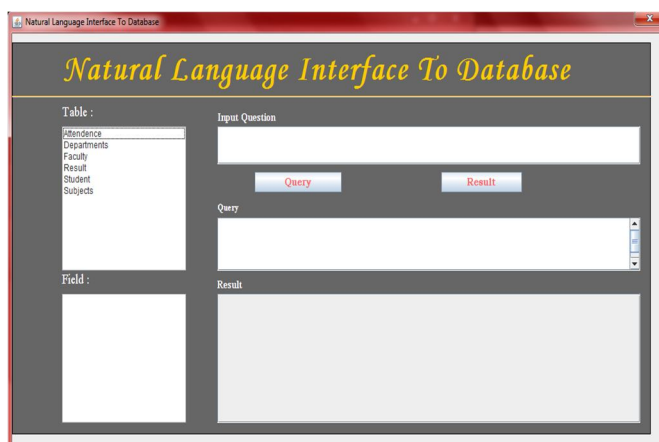 Natural Language Interface To Database
X
Natural Language Interface To Database
Table :
Attendence
Departments
Faculty
Result
Student
Subjects
Field :
Input Question
Query
Result
Query
Result